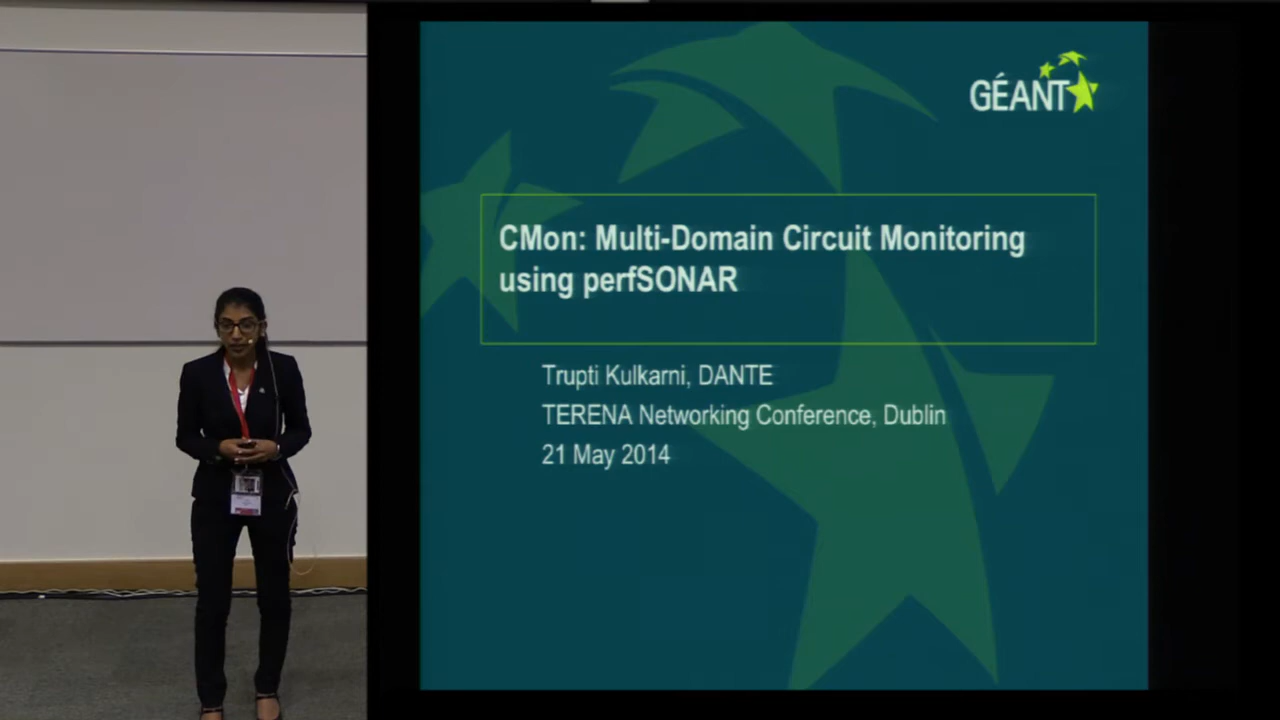 GÉANT
CMon: Multi-Domain Circuit Monitoring
using perfSONAR
Trupti Kulkarni, DANTE
TERENA Networking Conference, Dublin
21 May 2014